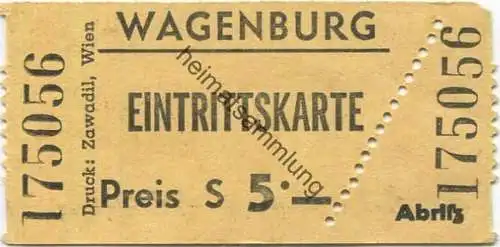 175056
Druck: Zawadil, Wien
WAGENBURG
EINTRITTSKARTE
Preis S 5·—
heimatsammlung
Abriß
175056